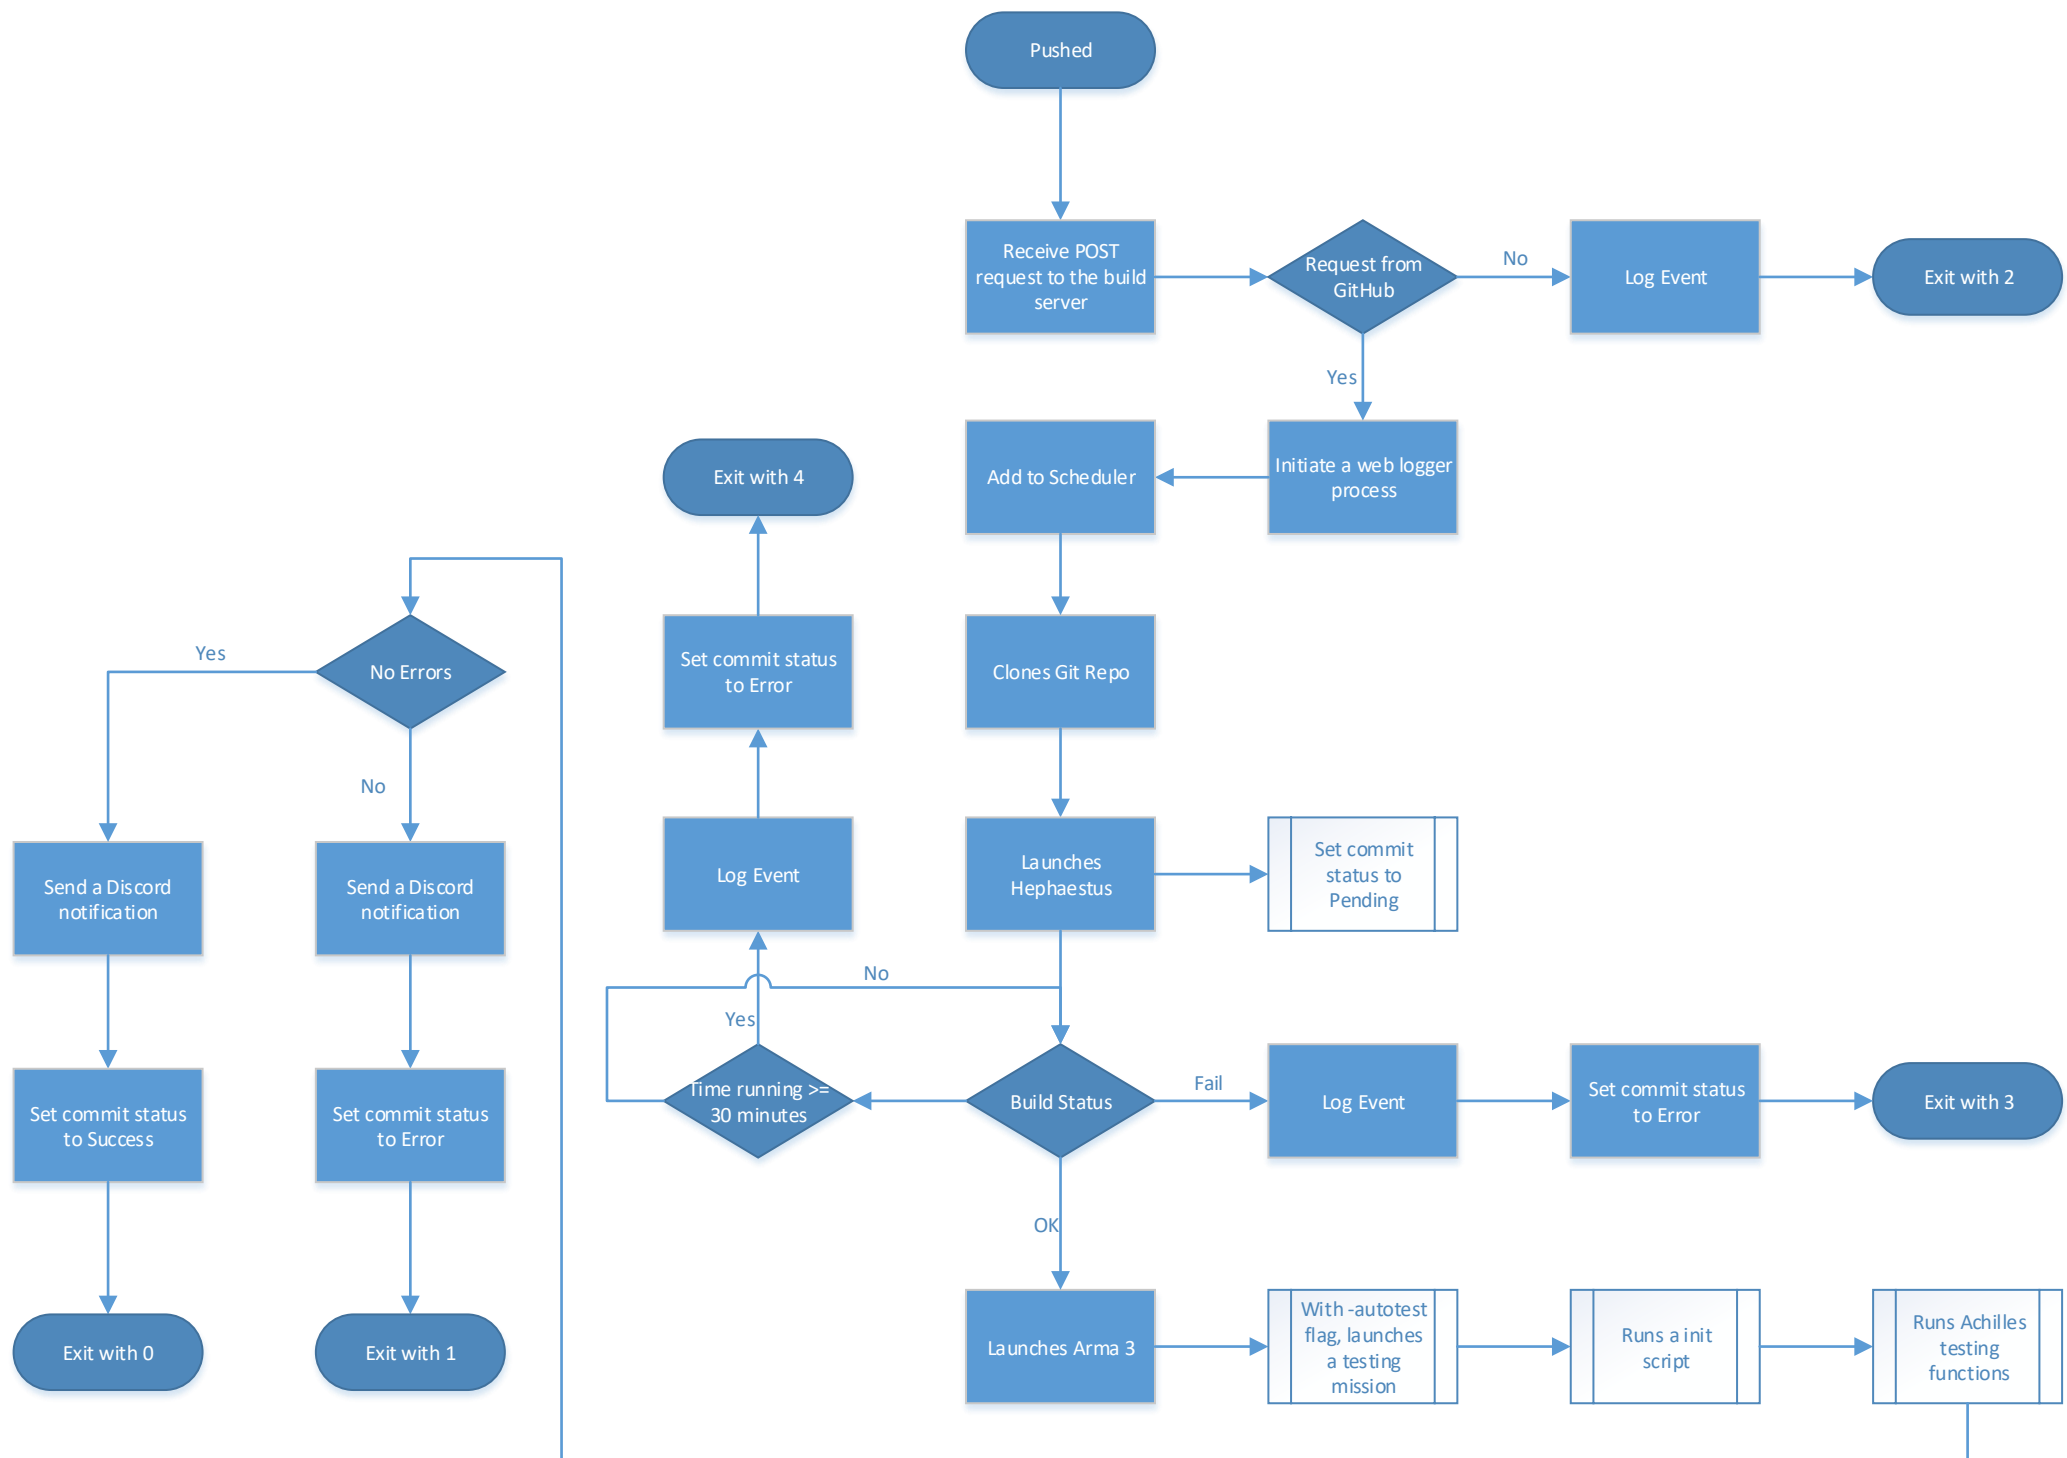 Pushed
Receive POST
request to the build
server
Request from
GitHub
No
Log Event
Exit with 2
Yes
Exit with 4
Add to Scheduler
Initiate a web logger
process
Yes
No Errors
Set commit status
to Error
Clones Git Repo
No
Send a Discord
notification
Send a Discord
notification
Log Event
Launches
Hephaestus
Set commit
status to
Pending
No
Yes
Set commit status
to Success
Set commit status
to Error
Time running >=
30 minutes
Build Status
Fail
Log Event
Set commit status
to Error
Exit with 3
OK
Exit with 0
Exit with 1
Launches Arma 3
With -autotest
flag, launches
a testing
mission
Runs a init
script
Runs Achilles
testing
functions